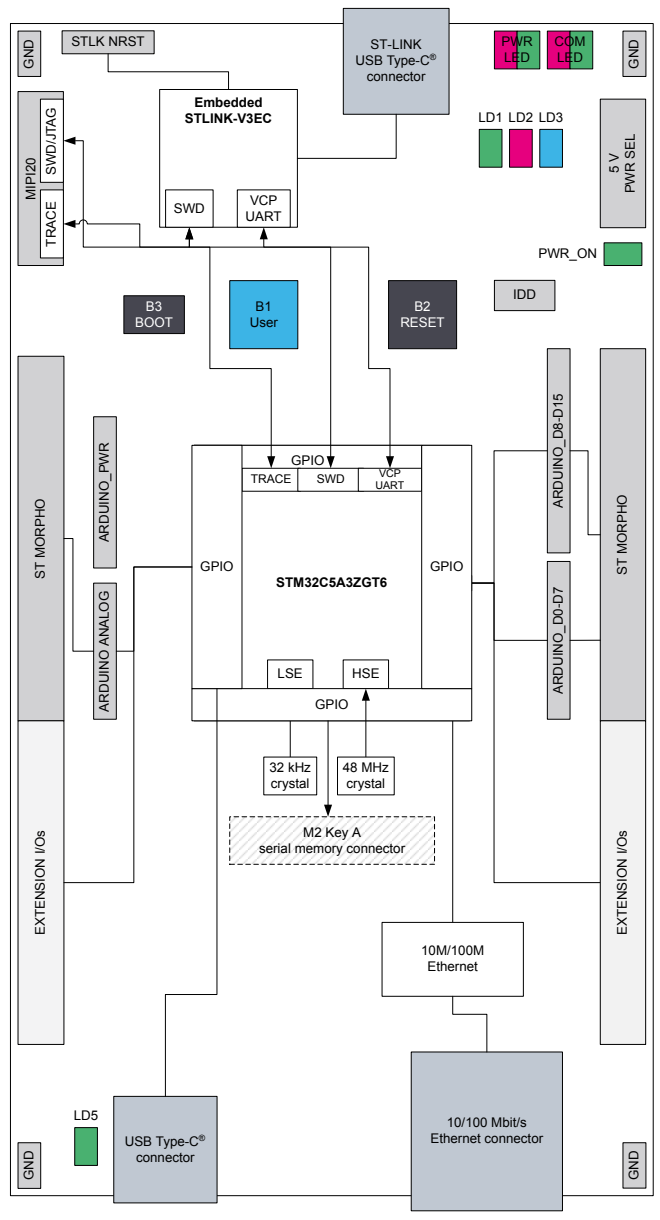 GND
STLK NRST
ST-LINK
USB Type-C®
connector
PWR
LED
COM
LED
GND
Embedded
STLINK-V3EC
LD1
LD2
LD3
MIPI20
SWD/JTAG
TRACE
SWD
VCP
UART
5 V
PWR SEL
PWR_ON
B3
BOOT
B1
User
B2
RESET
IDD
ST MORPHO
ARDUINO_PWR
ARDUINO ANALOG
GPIO
GPIO
TRACE
SWD
VCP
UART
STM32C5A3ZGT6
GPIO
LSE
HSE
GPIO
ARDUINO_D8-D15
ARDUINO_D0-D7
ST MORPHO
32 kHz
crystal
48 MHz
crystal
M2 Key A
serial memory connector
EXTENSION I/Os
EXTENSION I/Os
10M/100M
Ethernet
LD5
USB Type-C®
connector
10/100 Mbit/s
Ethernet connector
GND
GND